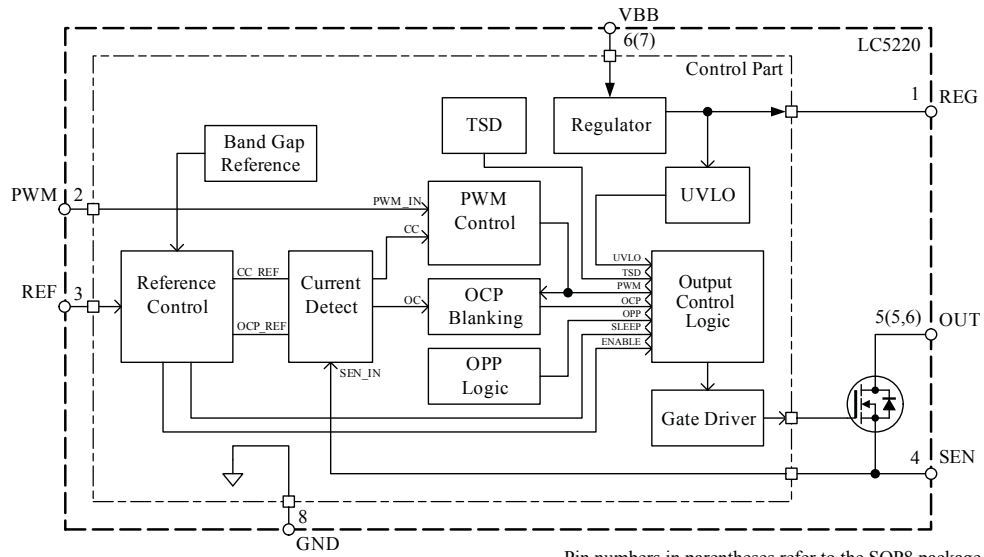 VBB
6(7)
LC5220
Control Part
1
REG
TSD
Regulator
Band Gap
Reference
UVLO
PWM
2
PWM_IN
PWM
Control
CC
UVLO
TSD
PWM
OCP
OPP
SLEEP
ENABLE
REF
3
Reference
Control
CC_REF
OCP_REF
Current
Detect
OC
OCP
Blanking
Output
Control
Logic
5(5,6)
OUT
SEN_IN
OPP
Logic
Gate Driver
4
SEN
8
GND
Pin numbers in parentheses refer to the SOP8 package